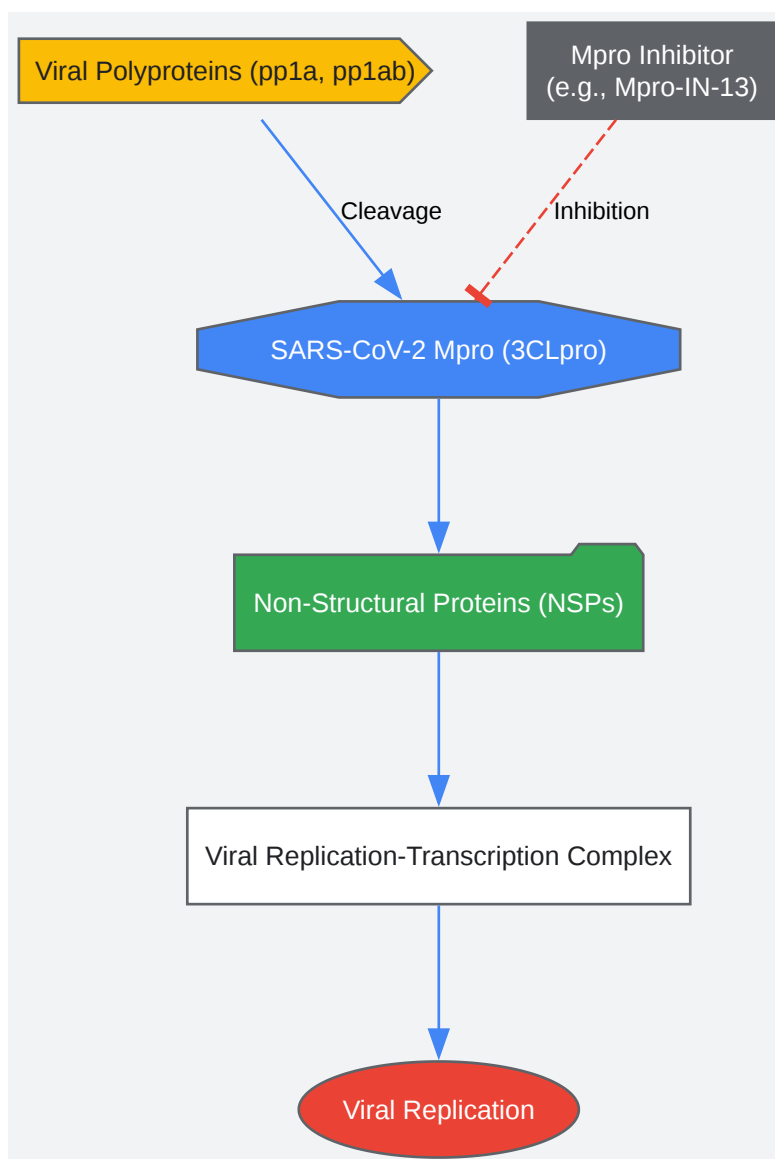 Viral Polyproteins (pp1a, pp1ab)
Mpro Inhibitor
(e.g., Mpro-IN-13)
Cleavage
Inhibition
SARS-CoV-2 Mpro (3CLpro)
Non-Structural Proteins (NSPs)
Viral Replication-Transcription Complex
Viral Replication